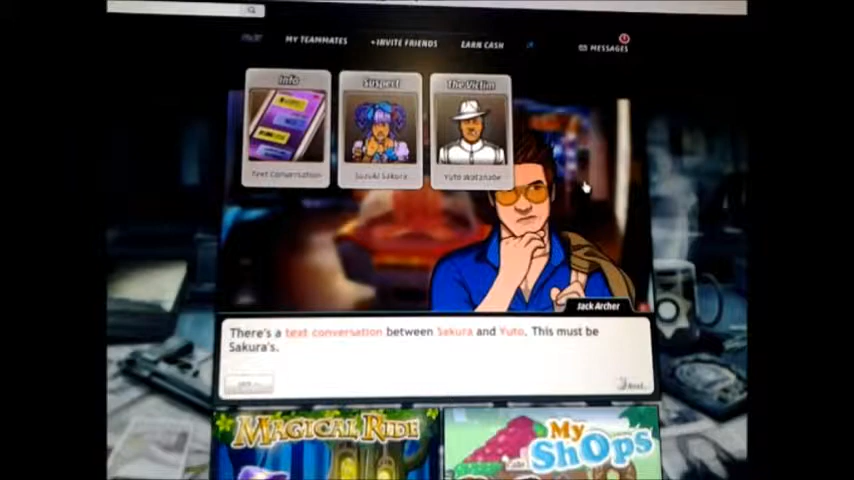 MY TEAMMATES
+INVITE FRIENDS
EARN CASH
MESSAGES
Info
Suspect
The Victim
Text Conversation
Suzuki Sakura
Yuto Watanabe
Jack Archer
There's a text conversation between Sakura and Yuto. This must be
Sakura's.
MAGICAL RIDE
My
Shops